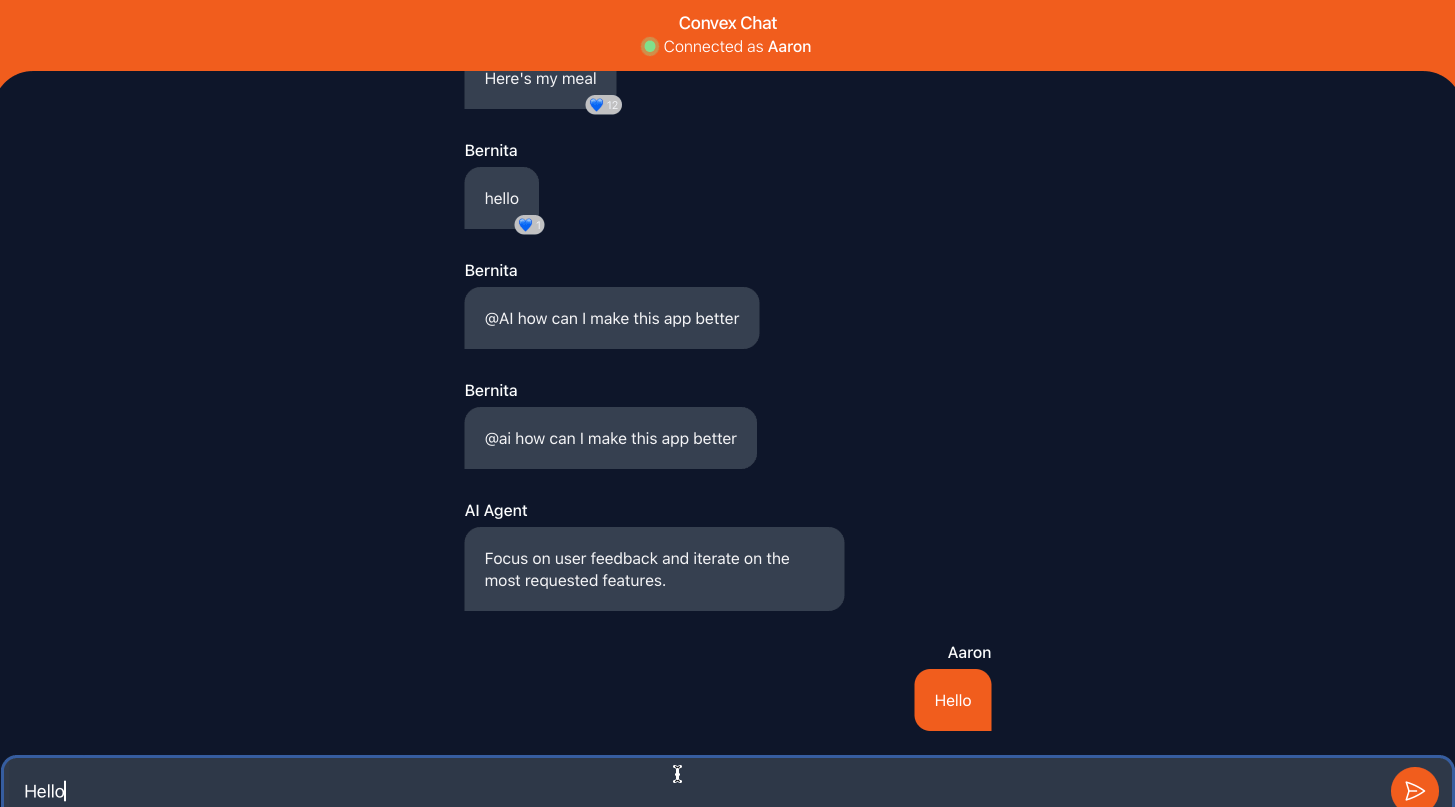 Convex Chat
Connected as Aaron
Here's my meal
12
Bernita
hello
1
Bernita
@AI how can I make this app better
Bernita
@ai how can I make this app better
AI Agent
Focus on user feedback and iterate on the
most requested features.
Aaron
Hello
Hello